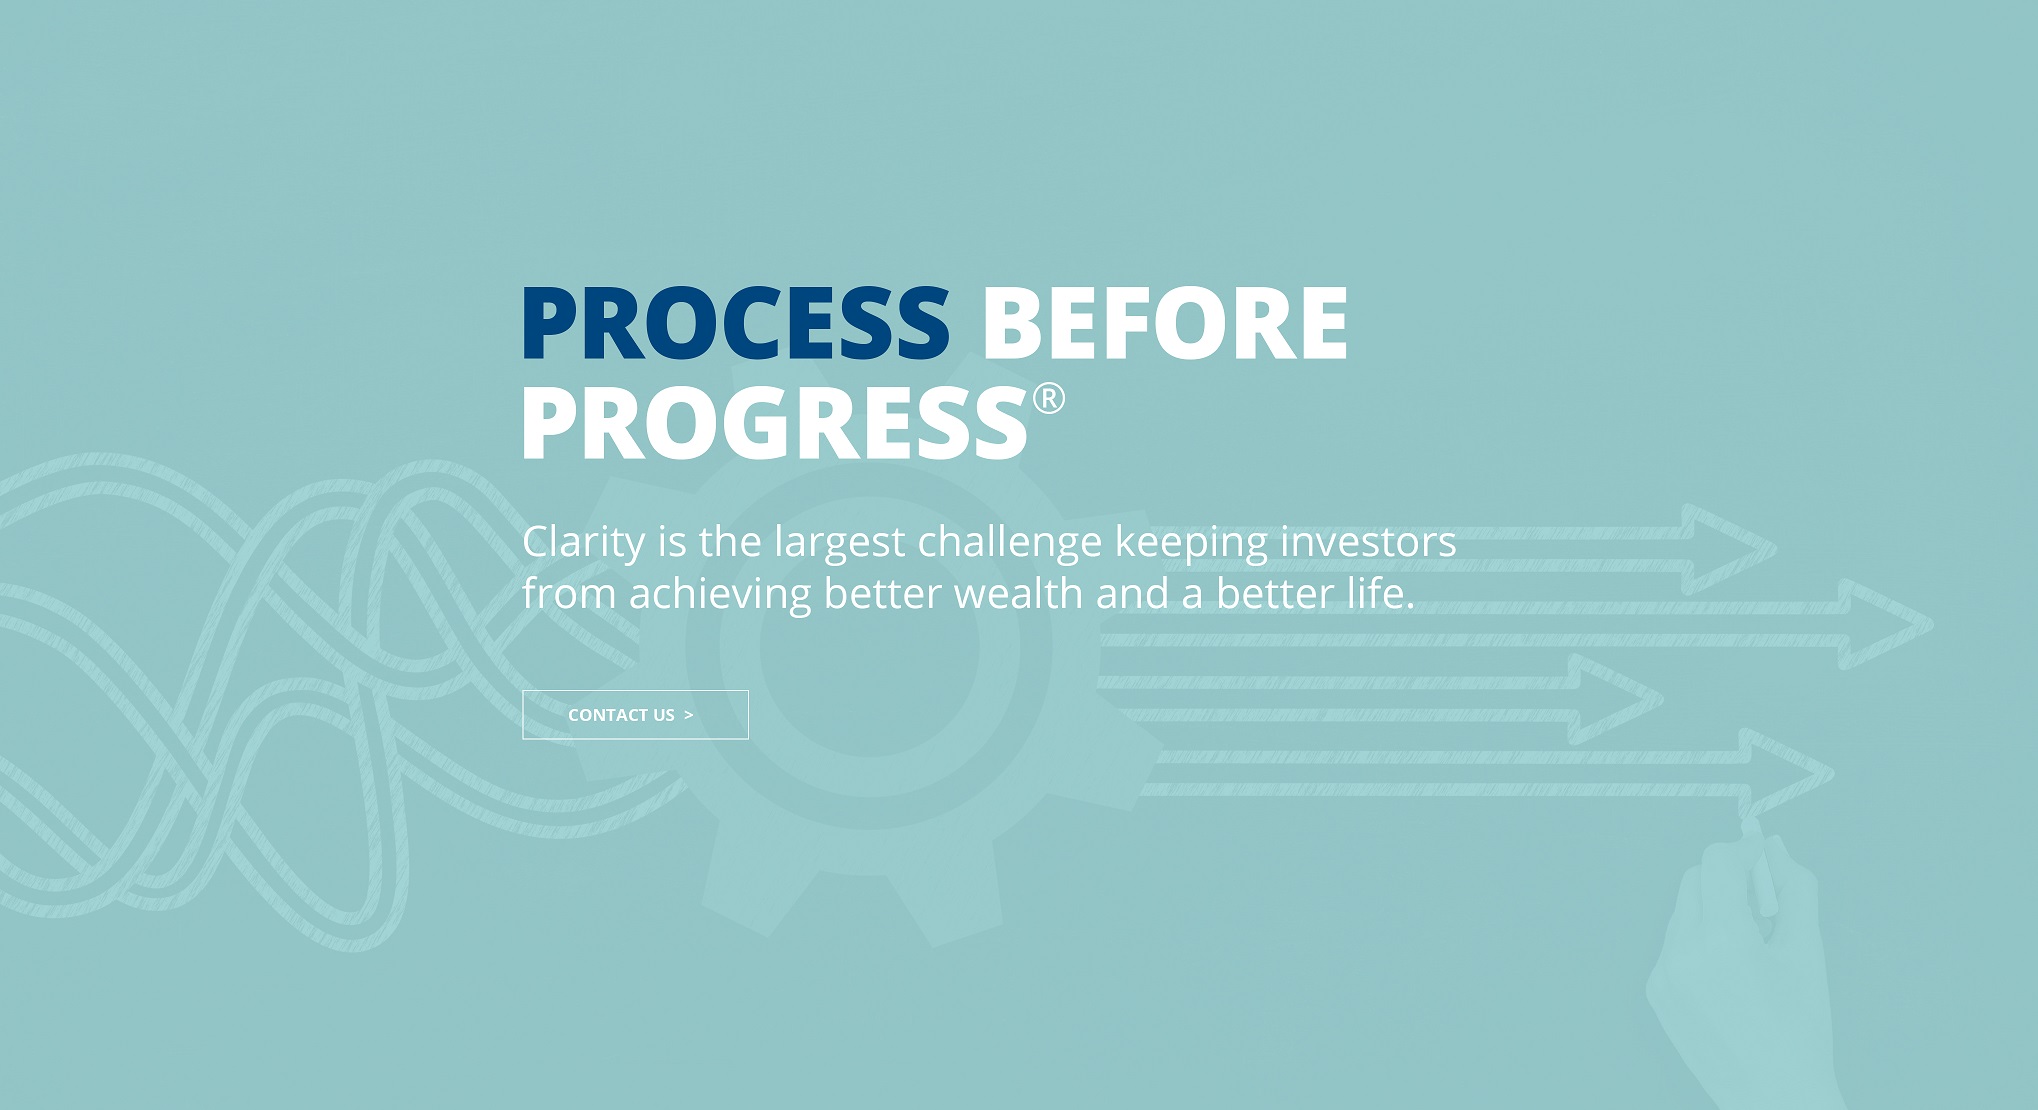 PROCESS BEFORE
PROGRESS®
Clarity is the largest challenge keeping investors
from achieving better wealth and a better life.
CONTACT US >